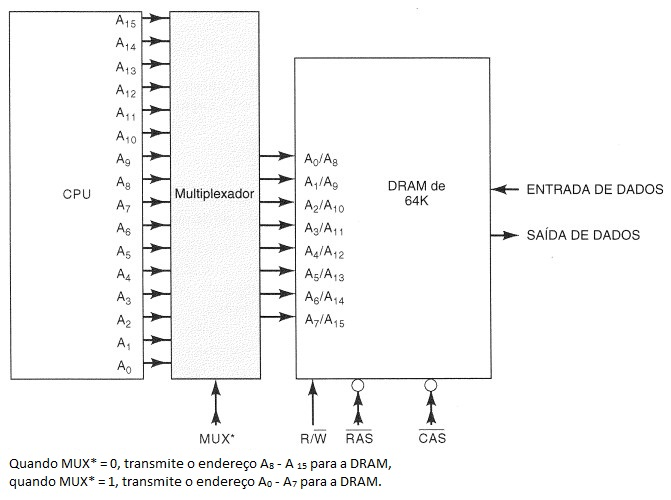 A15
A14
A13
A12
A11
A10
A9
A8
A7
A6
A5
A4
A3
A2
A1
A0
CPU
Multiplexador
A0/A8
A1/A9
A2/A10
A3/A11
A4/A12
A5/A13
A6/A14
A7/A15
DRAM de
64K
ENTRADA DE DADOS
SAÍDA DE DADOS
MUX*
R/W̅
R̅A̅S̅
C̅A̅S̅
Quando MUX* = 0, transmite o endereço A8 - A 15 para a DRAM,
quando MUX* = 1, transmite o endereço A0 - A7 para a DRAM.